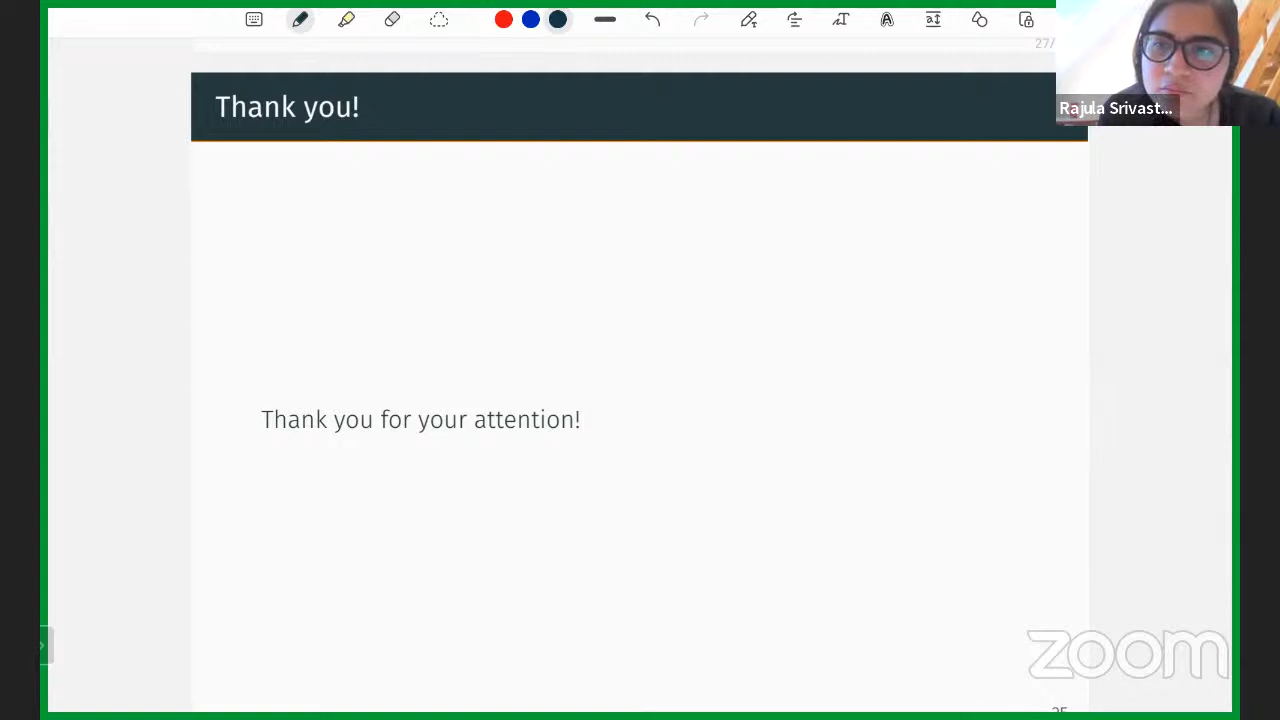 27/
Thank you!
Rajula Srivast...
Thank you for your attention!
zoom